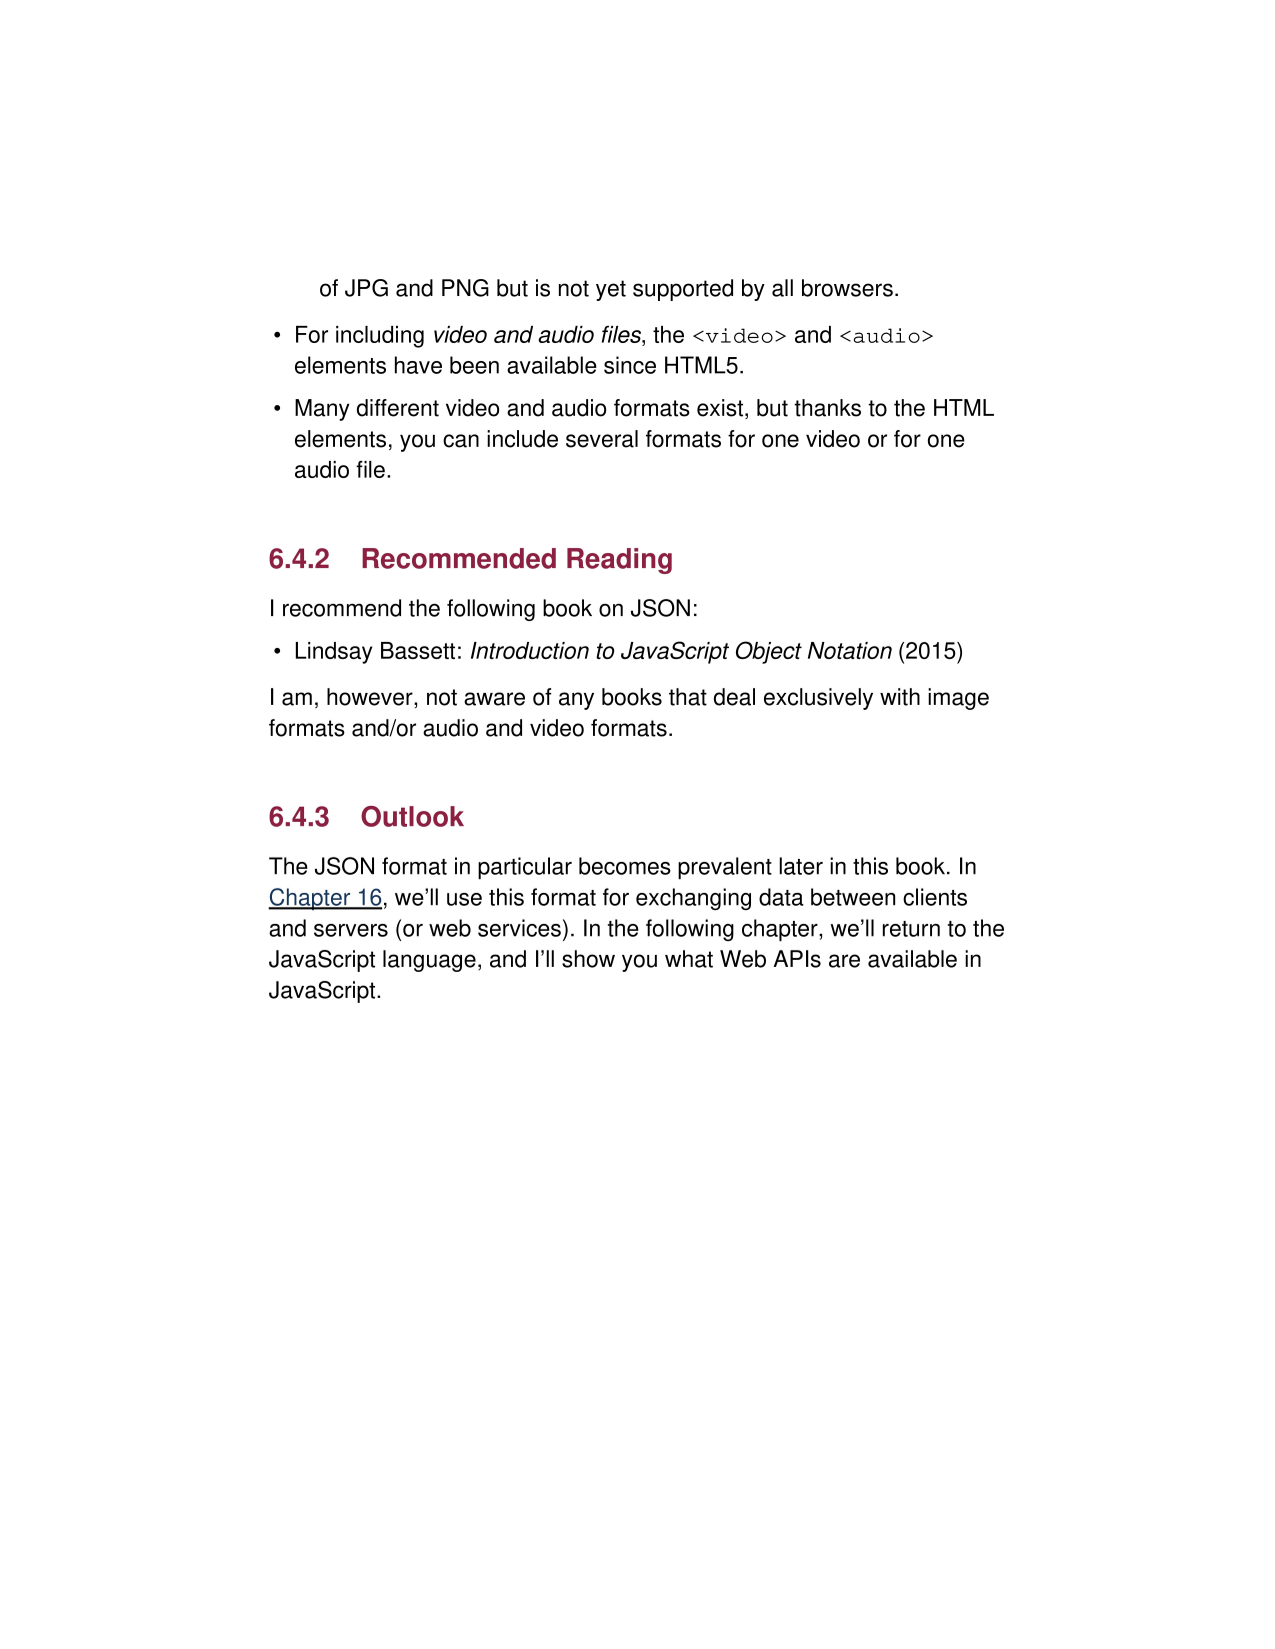 of JPG and PNG but is not yet supported by all browsers.
• For including video and audio files, the <video> and <audio>
elements have been available since HTML5.
• Many different video and audio formats exist, but thanks to the HTML
elements, you can include several formats for one video or for one
audio file.
6.4.2 Recommended Reading
I recommend the following book on JSON:
• Lindsay Bassett: Introduction to JavaScript Object Notation (2015)
I am, however, not aware of any books that deal exclusively with image
formats and/or audio and video formats.
6.4.3 Outlook
The JSON format in particular becomes prevalent later in this book. In
Chapter 16, we’ll use this format for exchanging data between clients
and servers (or web services). In the following chapter, we’ll return to the
JavaScript language, and I’ll show you what Web APIs are available in
JavaScript.